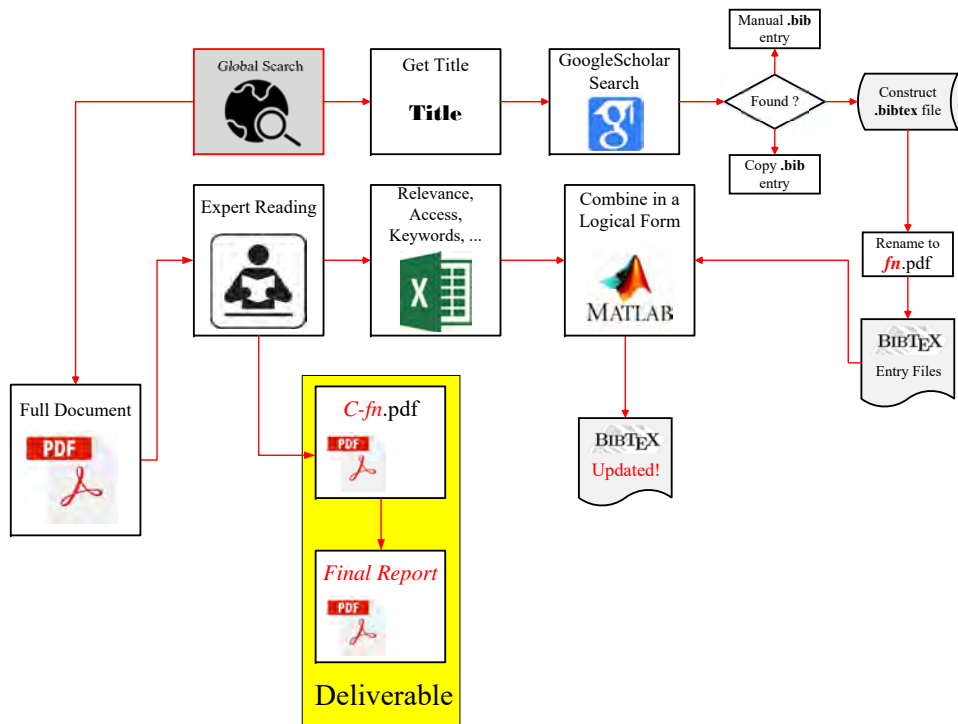 Global Search
Get Title
Title
GoogleScholar
Search
g
Manual .bib
entry
Found ?
Copy .bib
entry
Construct
.bibtex file
Expert Reading
Relevance,
Access,
Keywords, ...
X
Combine in a
Logical Form
MATLAB
Rename to
fn.pdf
BIBTEX
Entry Files
Full Document
PDF
C-fn.pdf
PDF
BIBTEX
Updated!
Final Report
PDF
Deliverable